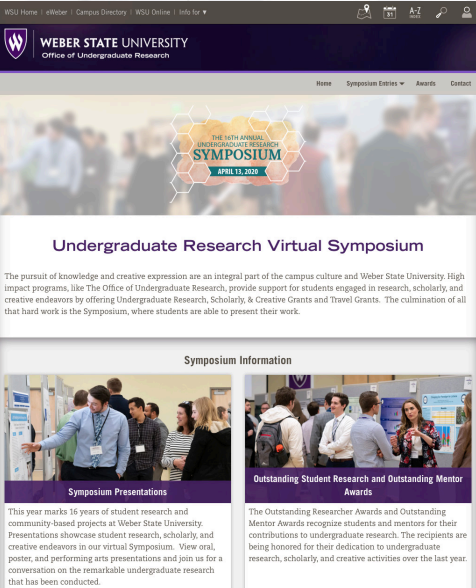 WSU Home | eWeber | Campus Directory | WSU Online | Info for ▼
31
A-Z
INDEX
WEBER STATE UNIVERSITY
Office of Undergraduate Research
Home Symposium Entries ▼ Awards Contact
THE 16TH ANNUAL
UNDERGRADUATE RESEARCH
SYMPOSIUM
APRIL 13, 2020
Undergraduate Research Virtual Symposium
The pursuit of knowledge and creative expression are an integral part of the campus culture and Weber State University. High
impact programs, like The Office of Undergraduate Research, provide support for students engaged in research, scholarly, and
creative endeavors by offering Undergraduate Research, Scholarly, & Creative Grants and Travel Grants. The culmination of all
that hard work is the Symposium, where students are able to present their work.
Symposium Information
Symposium Presentations
This year marks 16 years of student research and
community-based projects at Weber State University.
Presentations showcase student research, scholarly, and
creative endeavors in our virtual Symposium. View oral,
poster, and performing arts presentations and join us for a
conversation on the remarkable undergraduate research
that has been conducted.
Outstanding Student Research and Outstanding Mentor
Awards
The Outstanding Researcher Awards and Outstanding
Mentor Awards recognize students and mentors for their
contributions to undergraduate research. The recipients are
being honored for their dedication to undergraduate
research, scholarly, and creative activities over the last year.